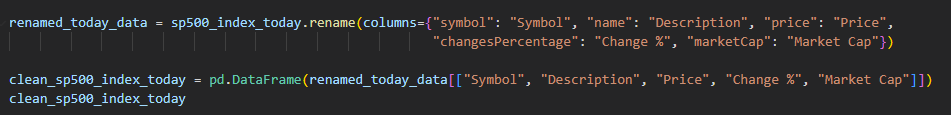 renamed_today_data = sp500_index_today.rename(columns={"symbol": "Symbol", "name": "Description", "price": "Price",
"changesPercentage": "Change %", "marketCap": "Market Cap"})
clean_sp500_index_today = pd.DataFrame(renamed_today_data[["Symbol", "Description", "Price", "Change %", "Market Cap"]])
clean_sp500_index_today